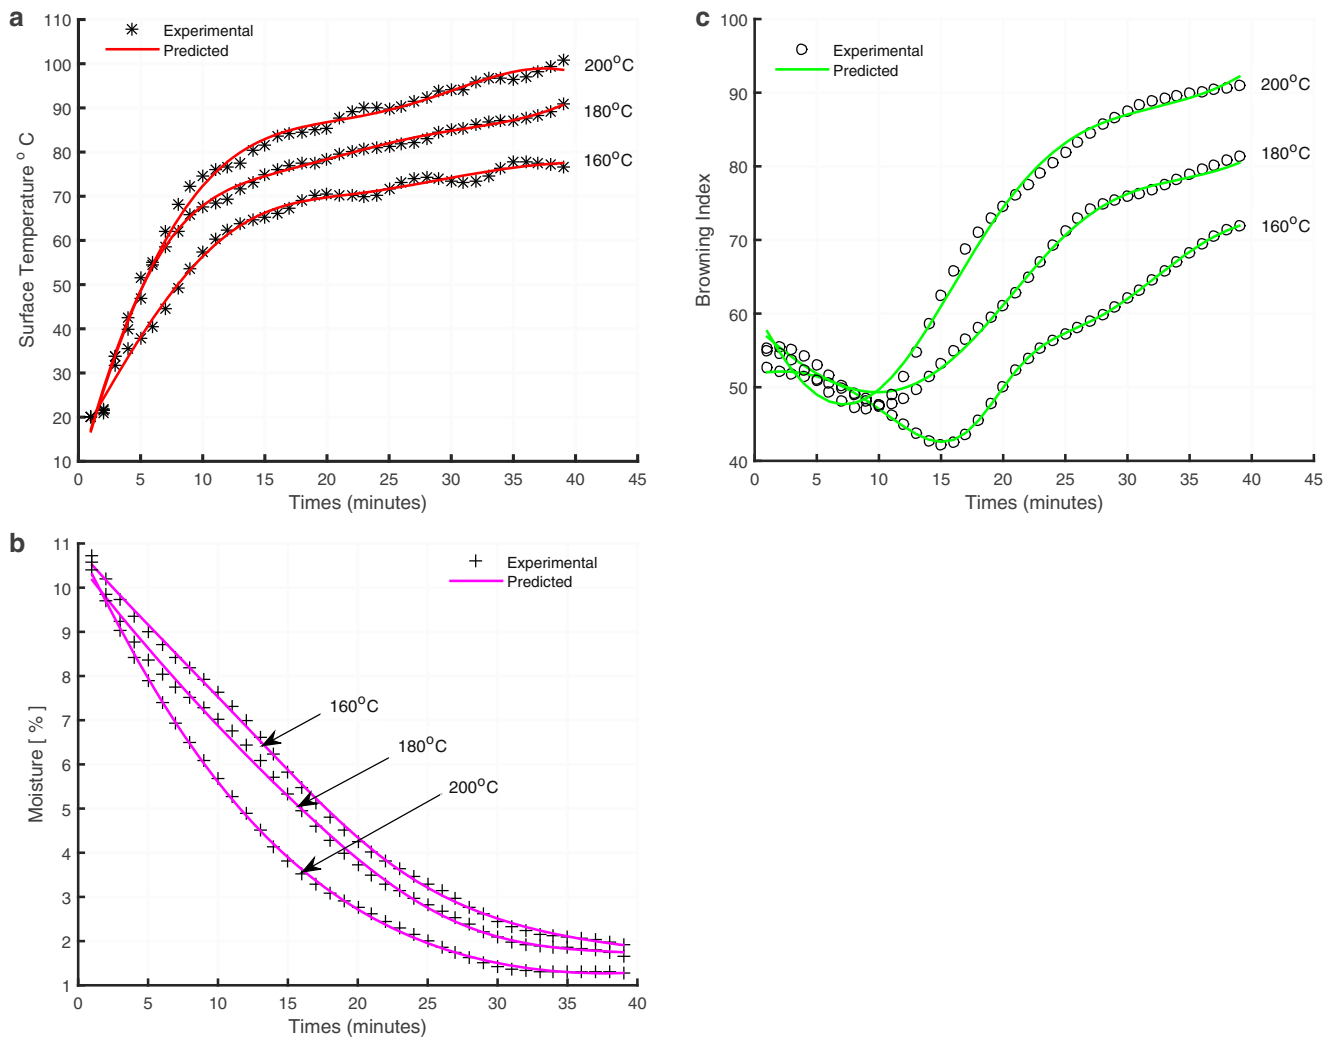 a
110
100
90
80
70
60
50
40
30
20
10
Surface Temperature ° C
Experimental
Predicted
200°C
180°C
160°C
0 5 10 15 20 25 30 35 40 45
Times (minutes)
c
100
90
80
70
60
50
40
Browning Index
Experimental
Predicted
200°C
180°C
160°C
0 5 10 15 20 25 30 35 40 45
Times (minutes)
b
11
10
9
8
7
6
5
4
3
2
1
Moisture [ % ]
Experimental
Predicted
160°C
180°C
200°C
0 5 10 15 20 25 30 35 40
Times (minutes)